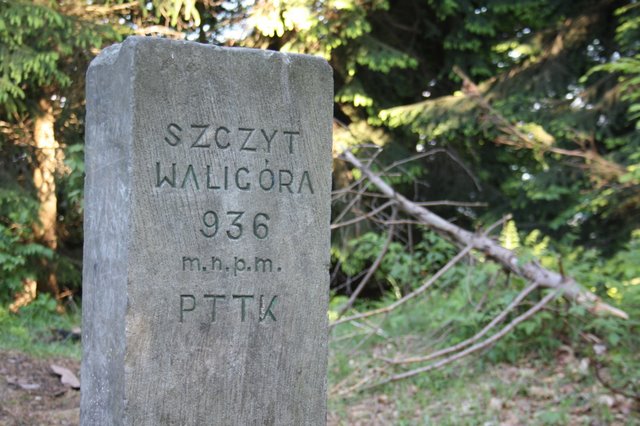 SZCZYT
WALIGÓRA
936
m.n.p.m.
PTTK